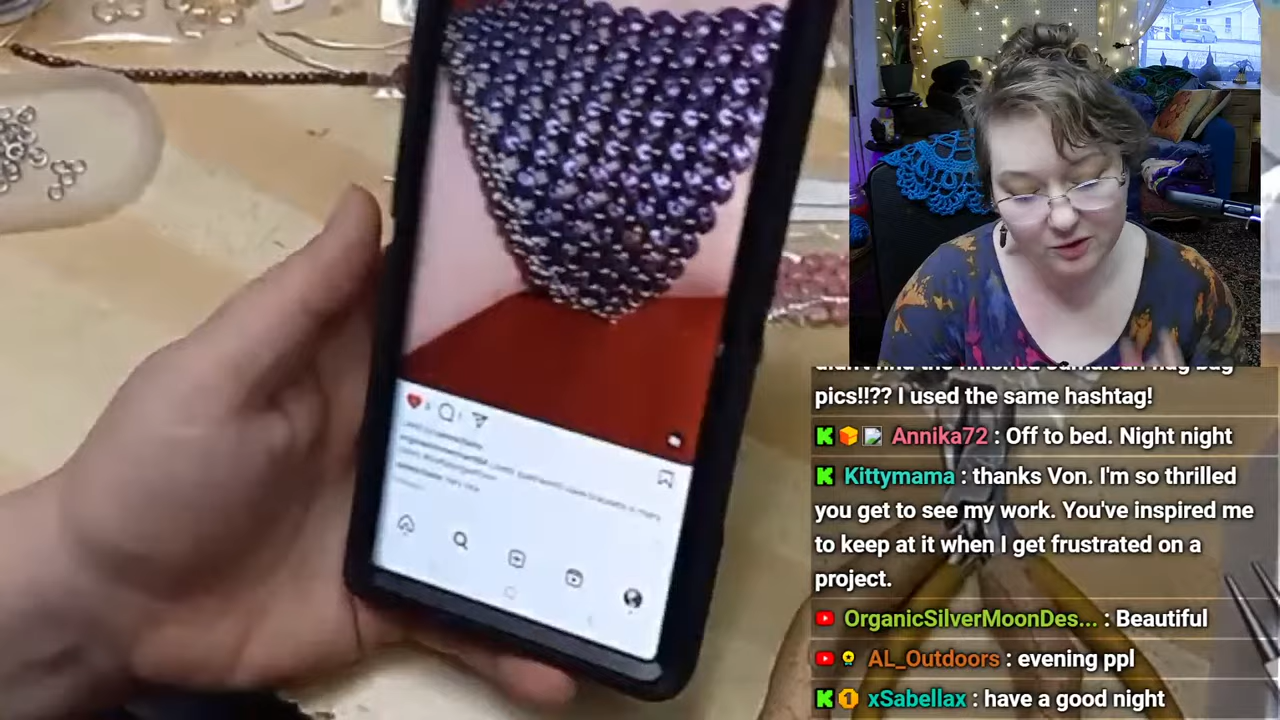 pics!!?? I used the same hashtag!
Annika72 : Off to bed. Night night
Kittymama : thanks Von. I'm so thrilled
you get to see my work. You've inspired me
to keep at it when I get frustrated on a
project.
OrganicSilverMoonDes... : Beautiful
AL_Outdoors : evening ppl
1 xSabellax : have a good night